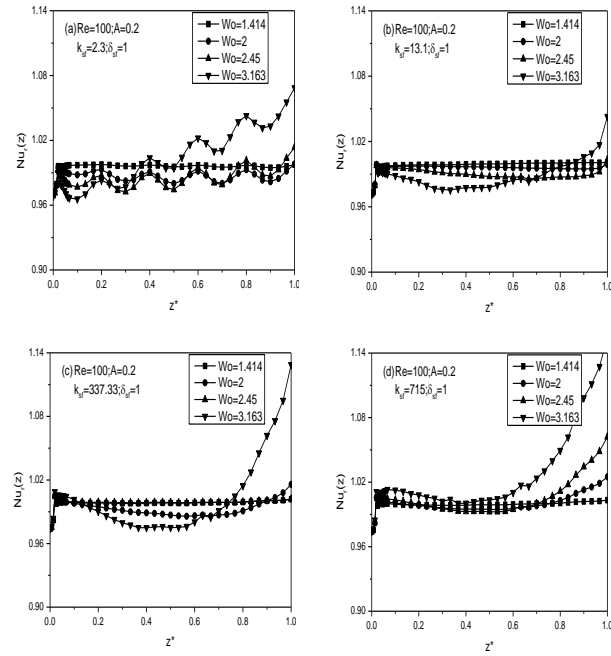 (a)Re=100;A=0.2
k_sf=2.3;δ_sf=1
Wo=1.414
Wo=2
Wo=2.45
Wo=3.163
1.14
1.08
1.02
0.96
0.90
Nu_r(z)
0.0 0.2 0.4 0.6 0.8 1.0
z*
(b)Re=100;A=0.2
k_sf=13.1;δ_sf=1
Wo=1.414
Wo=2
Wo=2.45
Wo=3.163
1.14
1.08
1.02
0.96
0.90
Nu_r(z)
0.0 0.2 0.4 0.6 0.8 1.0
z*
(c)Re=100;A=0.2
k_sf=337.33;δ_sf=1
Wo=1.414
Wo=2
Wo=2.45
Wo=3.163
1.14
1.08
1.02
0.96
0.90
Nu_r(z)
0.0 0.2 0.4 0.6 0.8 1.0
z*
(d)Re=100;A=0.2
k_sf=715;δ_sf=1
Wo=1.414
Wo=2
Wo=2.45
Wo=3.163
1.14
1.08
1.02
0.96
0.90
Nu_r(z)
0.0 0.2 0.4 0.6 0.8 1.0
z*